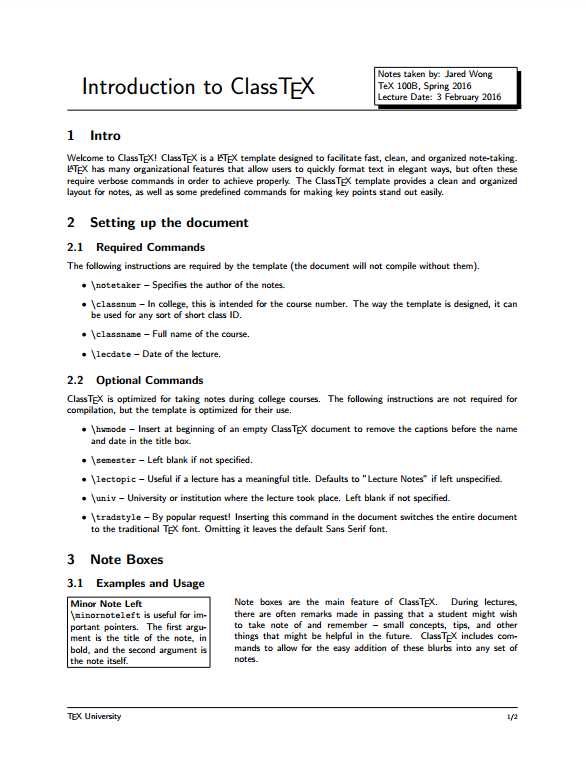 Introduction to ClassTEX
Notes taken by: Jared Wong
TeX 100B, Spring 2016
Lecture Date: 3 February 2016
1 Intro
Welcome to ClassTEX! ClassTEX is a LATEX template designed to facilitate fast, clean, and organized note-taking.
LATEX has many organizational features that allow users to quickly format text in elegant ways, but often these
require verbose commands in order to achieve properly. The ClassTEX template provides a clean and organized
layout for notes, as well as some predefined commands for making key points stand out easily.
2 Setting up the document
2.1 Required Commands
The following instructions are required by the template (the document will not compile without them).
• \notetaker – Specifies the author of the notes.
• \classnum – In college, this is intended for the course number. The way the template is designed, it can
be used for any sort of short class ID.
• \classname – Full name of the course.
• \lecdate – Date of the lecture.
2.2 Optional Commands
ClassTEX is optimized for taking notes during college courses. The following instructions are not required for
compilation, but the template is optimized for their use.
• \hwmode – Insert at beginning of an empty ClassTEX document to remove the captions before the name
and date in the title box.
• \semester – Left blank if not specified.
• \lectopic – Useful if a lecture has a meaningful title. Defaults to "Lecture Notes" if left unspecified.
• \univ – University or institution where the lecture took place. Left blank if not specified.
• \tradstyle – By popular request! Inserting this command in the document switches the entire document
to the traditional TEX font. Omitting it leaves the default Sans Serif font.
3 Note Boxes
3.1 Examples and Usage
Minor Note Left
\minornoteleft is useful for im-
portant pointers. The first argu-
ment is the title of the note, in
bold, and the second argument is
the note itself.
Note boxes are the main feature of ClassTEX. During lectures,
there are often remarks made in passing that a student might wish
to take note of and remember – small concepts, tips, and other
things that might be helpful in the future. ClassTEX includes com-
mands to allow for the easy addition of these blurbs into any set of
notes.
TEX University
1/2